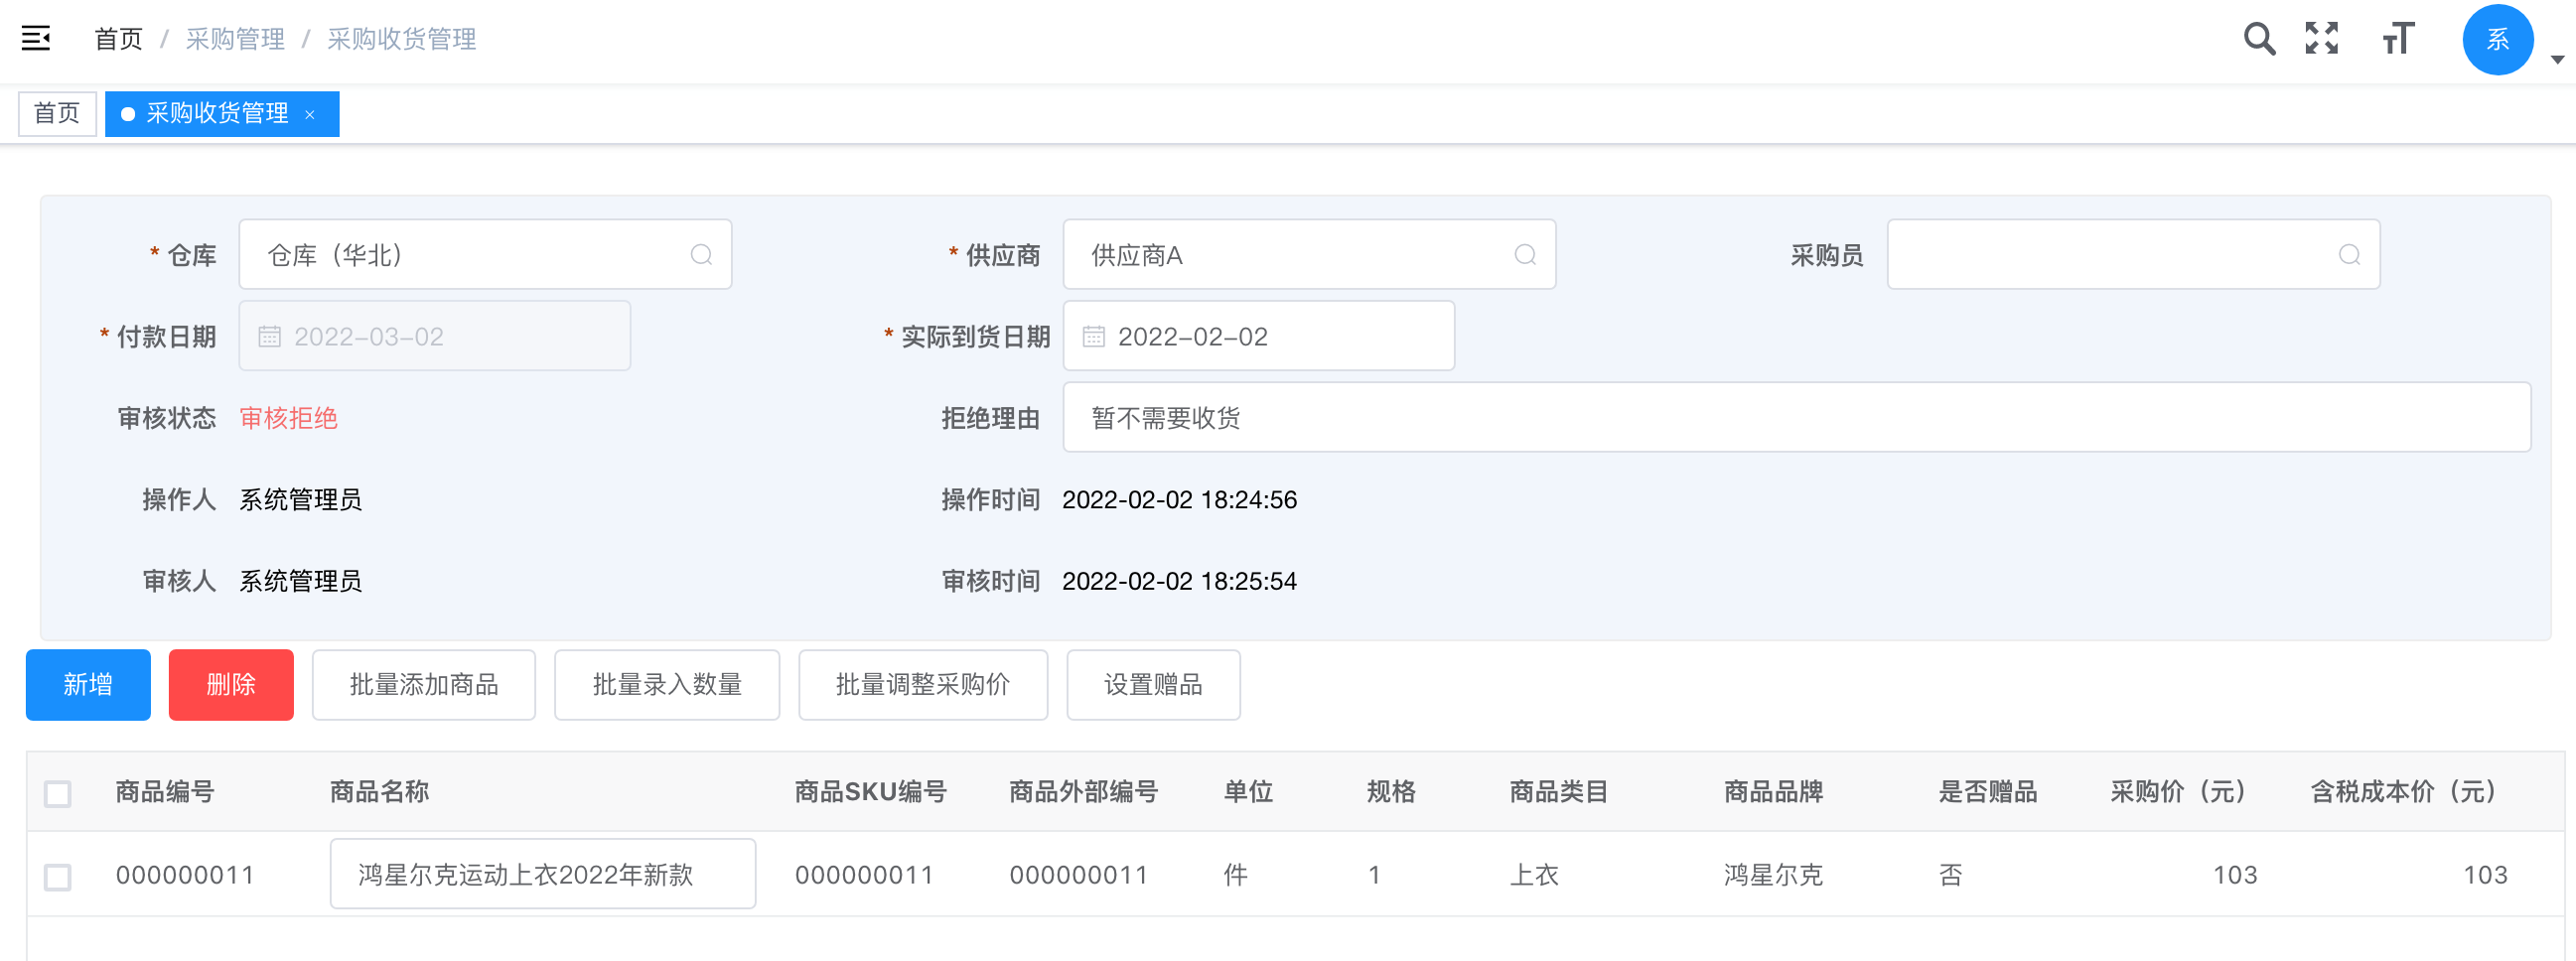 首页 / 采购管理 / 采购收货管理
系
首页
采购收货管理 ×
* 仓库 仓库（华北） * 供应商 供应商A 采购员
* 付款日期 2022-03-02 * 实际到货日期 2022-02-02
审核状态 审核拒绝 拒绝理由 暂不需要收货
操作人 系统管理员 操作时间 2022-02-02 18:24:56
审核人 系统管理员 审核时间 2022-02-02 18:25:54
新增 删除 批量添加商品 批量录入数量 批量调整采购价 设置赠品
商品编号 商品名称 商品SKU编号 商品外部编号 单位 规格 商品类目 商品品牌 是否赠品 采购价（元） 含税成本价（元）
000000011 鸿星尔克运动上衣2022年新款 000000011 000000011 件 1 上衣 鸿星尔克 否 103 103